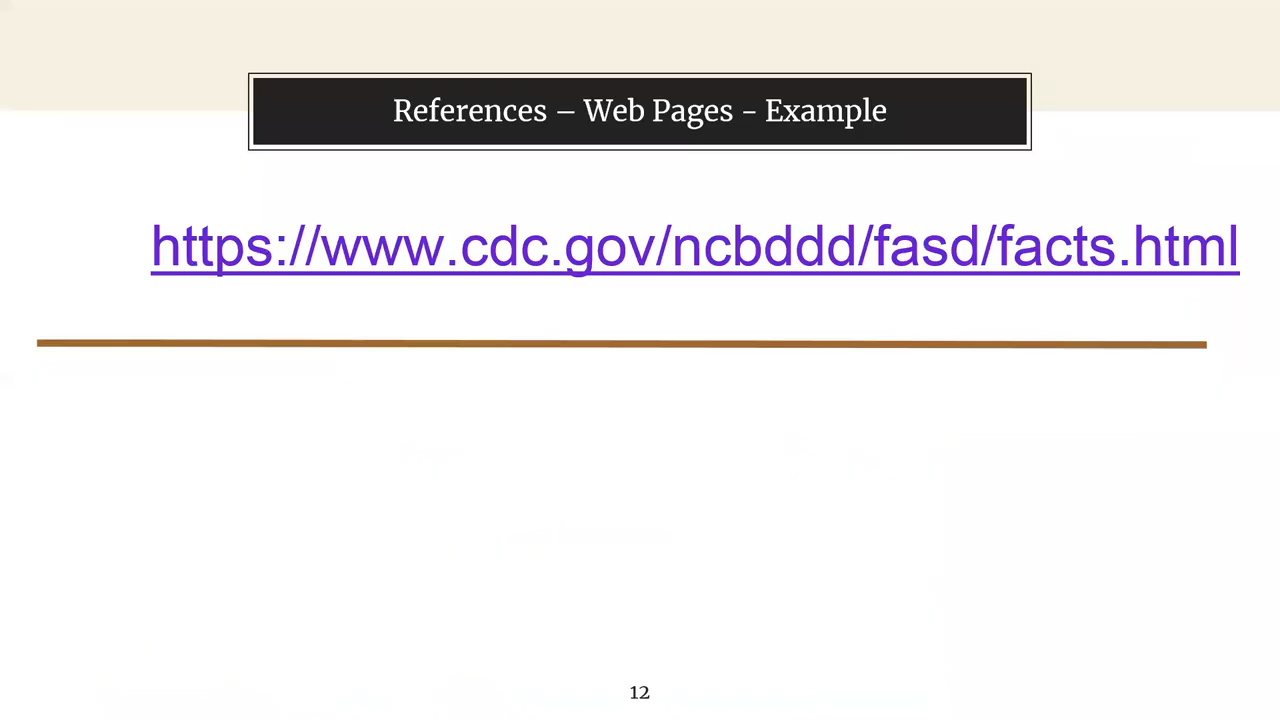 References – Web Pages - Example
https://www.cdc.gov/ncbddd/fasd/facts.html
12